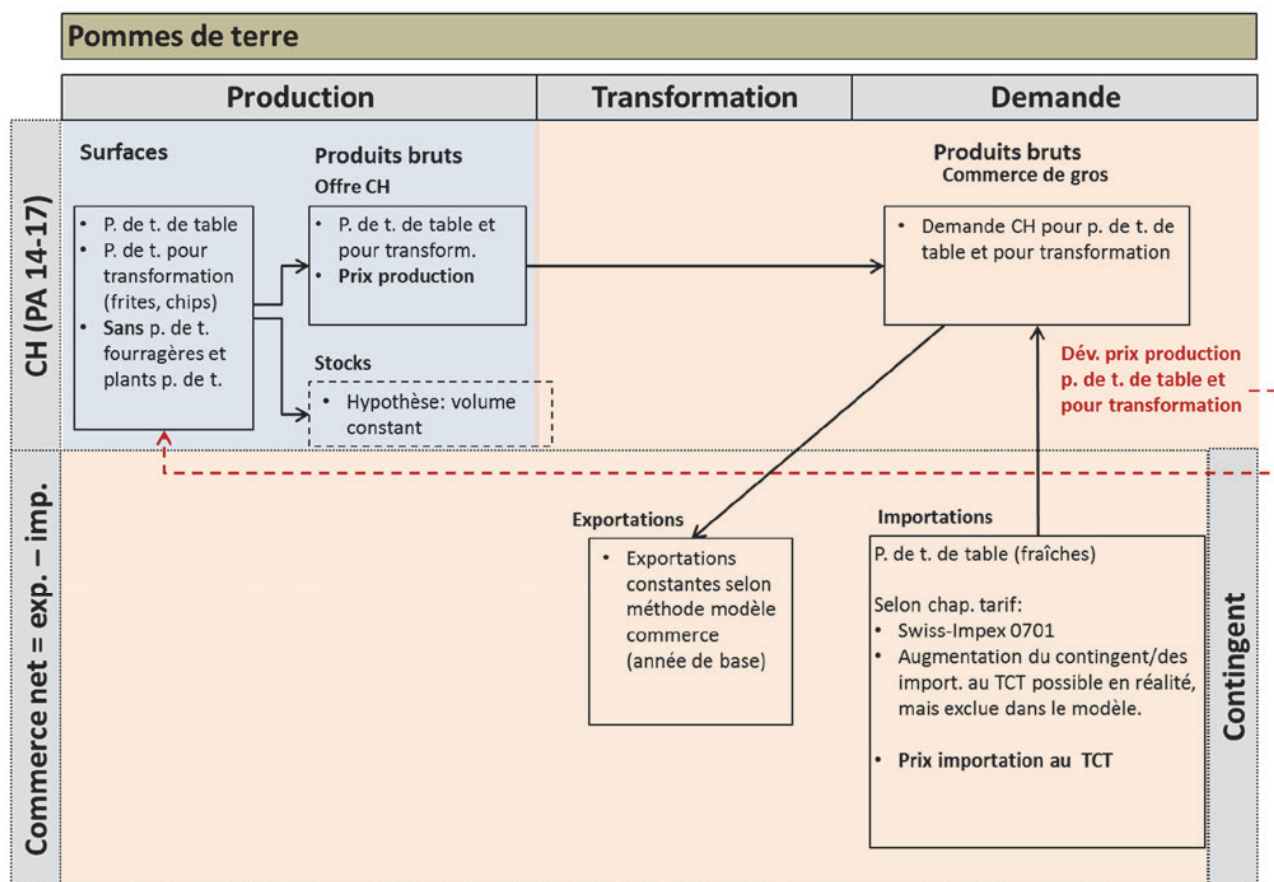 Pommes de terre
Production
Transformation
Demande
CH (PA 14-17)
Surfaces
• P. de t. de table
• P. de t. pour
transformation
(frites, chips)
• Sans p. de t.
fourragères et
plants p. de t.
Produits bruts
Offre CH
• P. de t. de table et
pour transform.
• Prix production
Stocks
• Hypothèse: volume
constant
Produits bruts
Commerce de gros
• Demande CH pour p. de t. de
table et pour transformation
Dév. prix production
p. de t. de table et
pour transformation
Commerce net = exp. – imp.
Exportations
• Exportations
constantes selon
méthode modèle
commerce
(année de base)
Importations
P. de t. de table (fraîches)
Selon chap. tarif:
• Swiss-Impex 0701
• Augmentation du contingent/des
import. au TCT possible en réalité,
mais exclue dans le modèle.
• Prix importation au TCT
Contingent